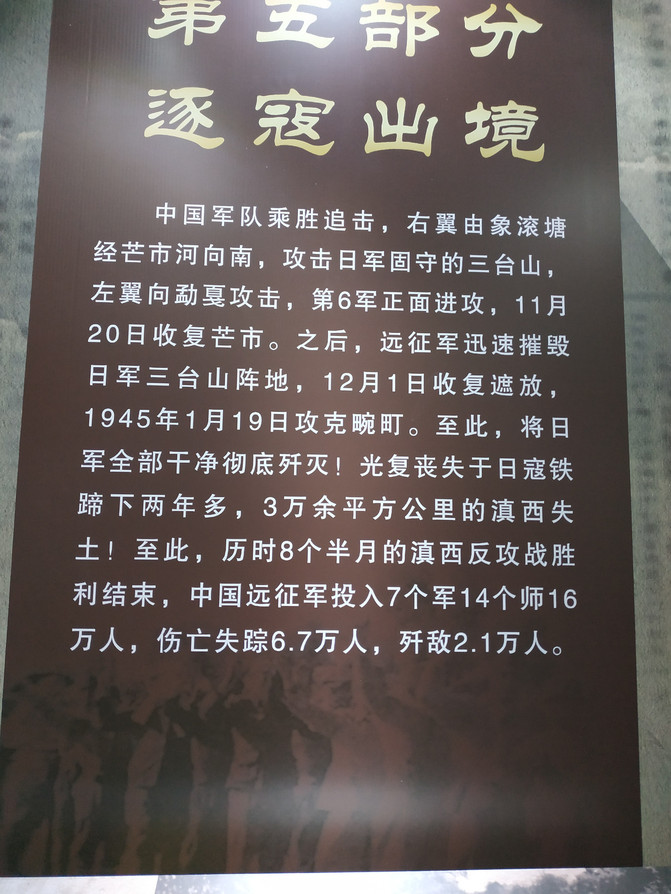 第五部分
逐寇出境
中国军队乘胜追击，右翼由象滚塘
经芒市河向南，攻击日军固守的三台山，
左翼向勐戛攻击，第6军正面进攻，11月
20日收复芒市。之后，远征军迅速摧毁
日军三台山阵地，12月1日收复遮放，
1945年1月19日攻克畹町。至此，将日
军全部干净彻底歼灭！光复丧失于日寇铁
蹄下两年多，3万余平方公里的滇西失
土！至此，历时8个半月的滇西反攻战胜
利结束，中国远征军投入7个军14个师16
万人，伤亡失踪6.7万人，歼敌2.1万人。